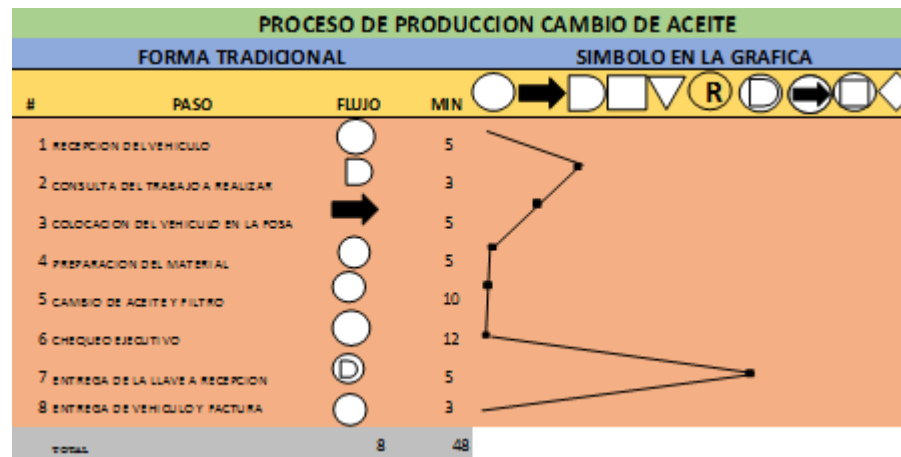 PROCESO DE PRODUCCION CAMBIO DE ACEITE
FORMA TRADICIONAL SIMBOLO EN LA GRAFICA
# PASO FLUJO MIN R D
1 RECEPCION DEL VEHICULO 5
2 CONSULTA DEL TRABAJO A REALIZAR 3
3 COLOCACION DEL VEHICULO EN LA FOSA 5
4 PREPARACION DEL MATERIAL 5
5 CAMBIO DE ACEITE Y FILTRO 10
6 CHEQUEO EJECUTIVO 12
7 ENTREGA DE LA LLAVE A RECEPCION D 5
8 ENTREGA DE VEHICULO Y FACTURA 3
TOTAL 8 48